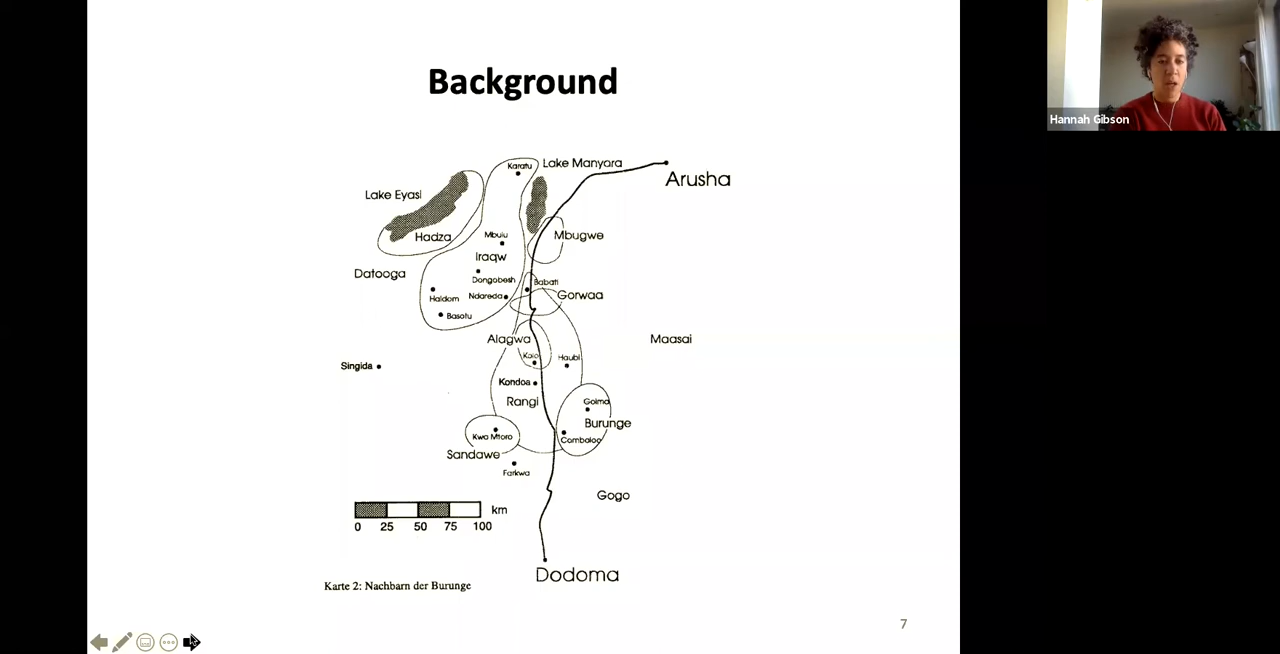 Background
Hannah Gibson
Karatu
Lake Manyara
Arusha
Lake Eyasi
Hadza
Mbulu
Mbugwe
Iraqw
Datooga
Dongobesh
Babati
Haidom
Ndareda
Gorwaa
Basotu
Alagwa
Maasai
Kolo
Haubi
Singida
Kondoa
Rangi
Goima
Burunge
Kwa Mtoro
Combaloo
Sandawe
Farkwa
Gogo
km
0 25 50 75 100
Dodoma
Karte 2: Nachbarn der Burunge
7